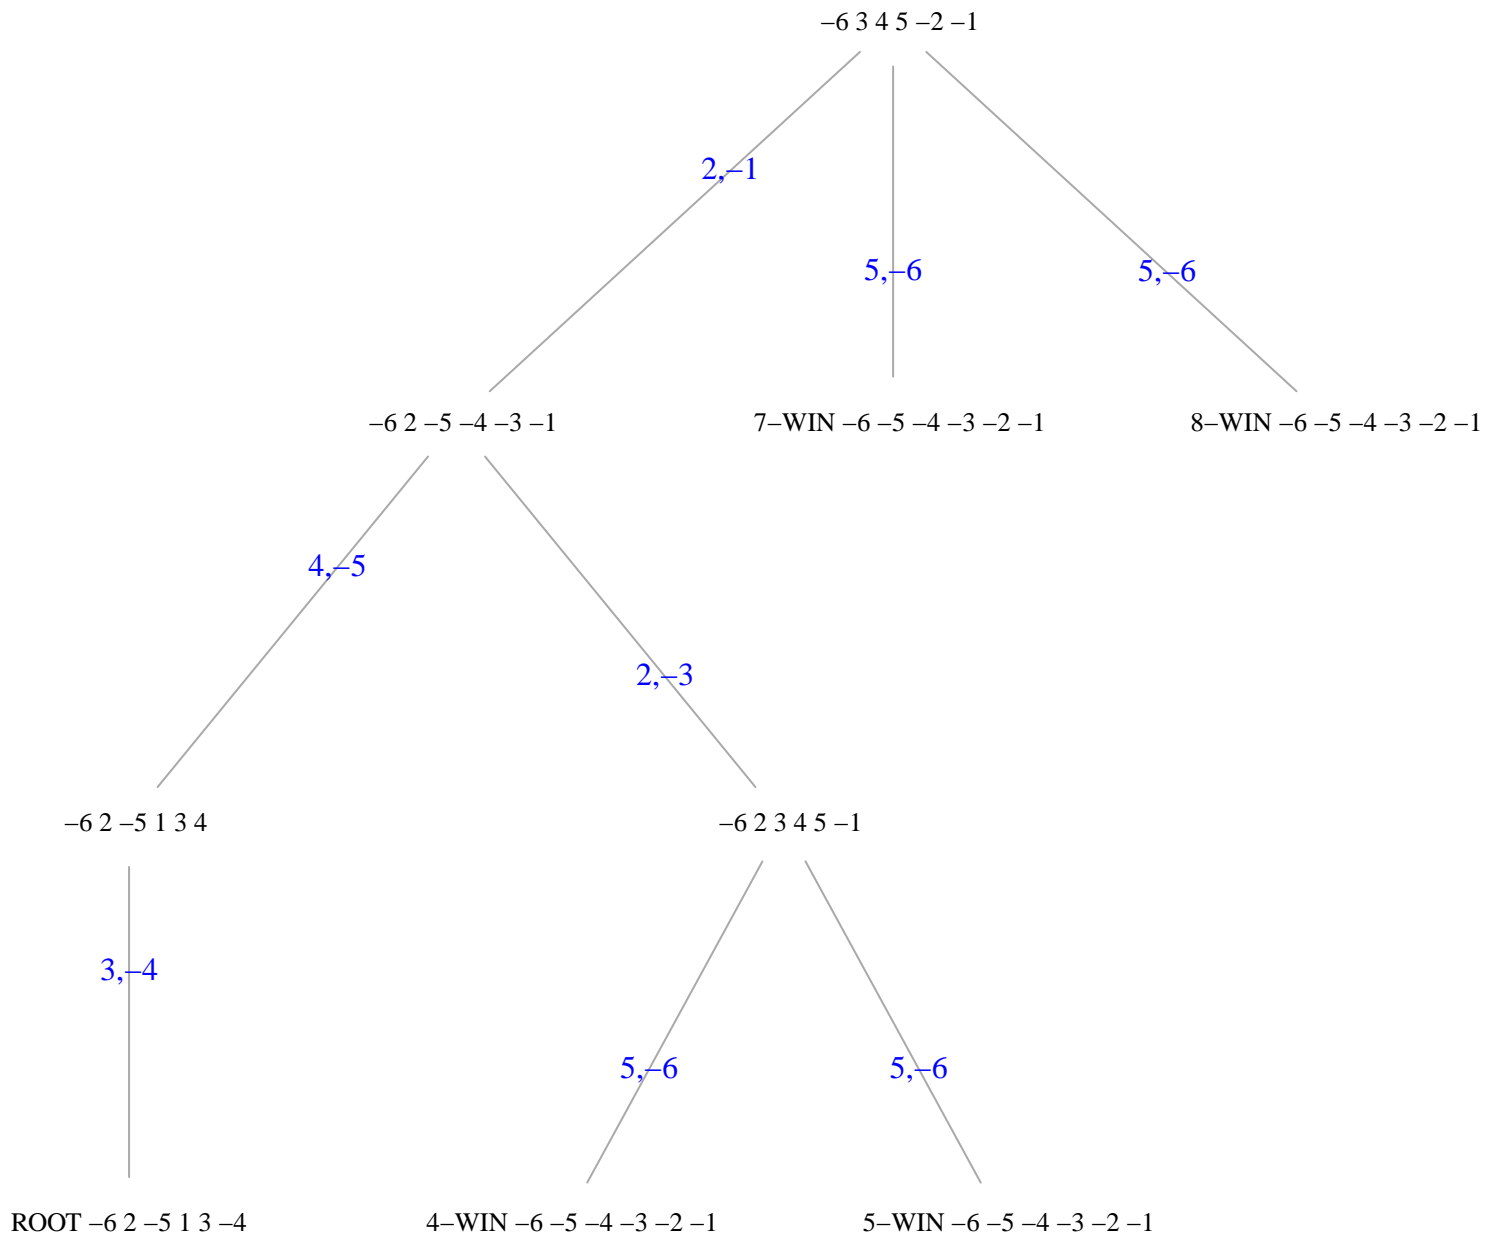 –6 3 4 5 –2 –1
2,–1
5,–6
5,–6
–6 2 –5 –4 –3 –1
7–WIN –6 –5 –4 –3 –2 –1
8–WIN –6 –5 –4 –3 –2 –1
4,–5
2,–3
–6 2 –5 1 3 4
–6 2 3 4 5 –1
3,–4
5,–6
5,–6
ROOT –6 2 –5 1 3 –4
4–WIN –6 –5 –4 –3 –2 –1
5–WIN –6 –5 –4 –3 –2 –1